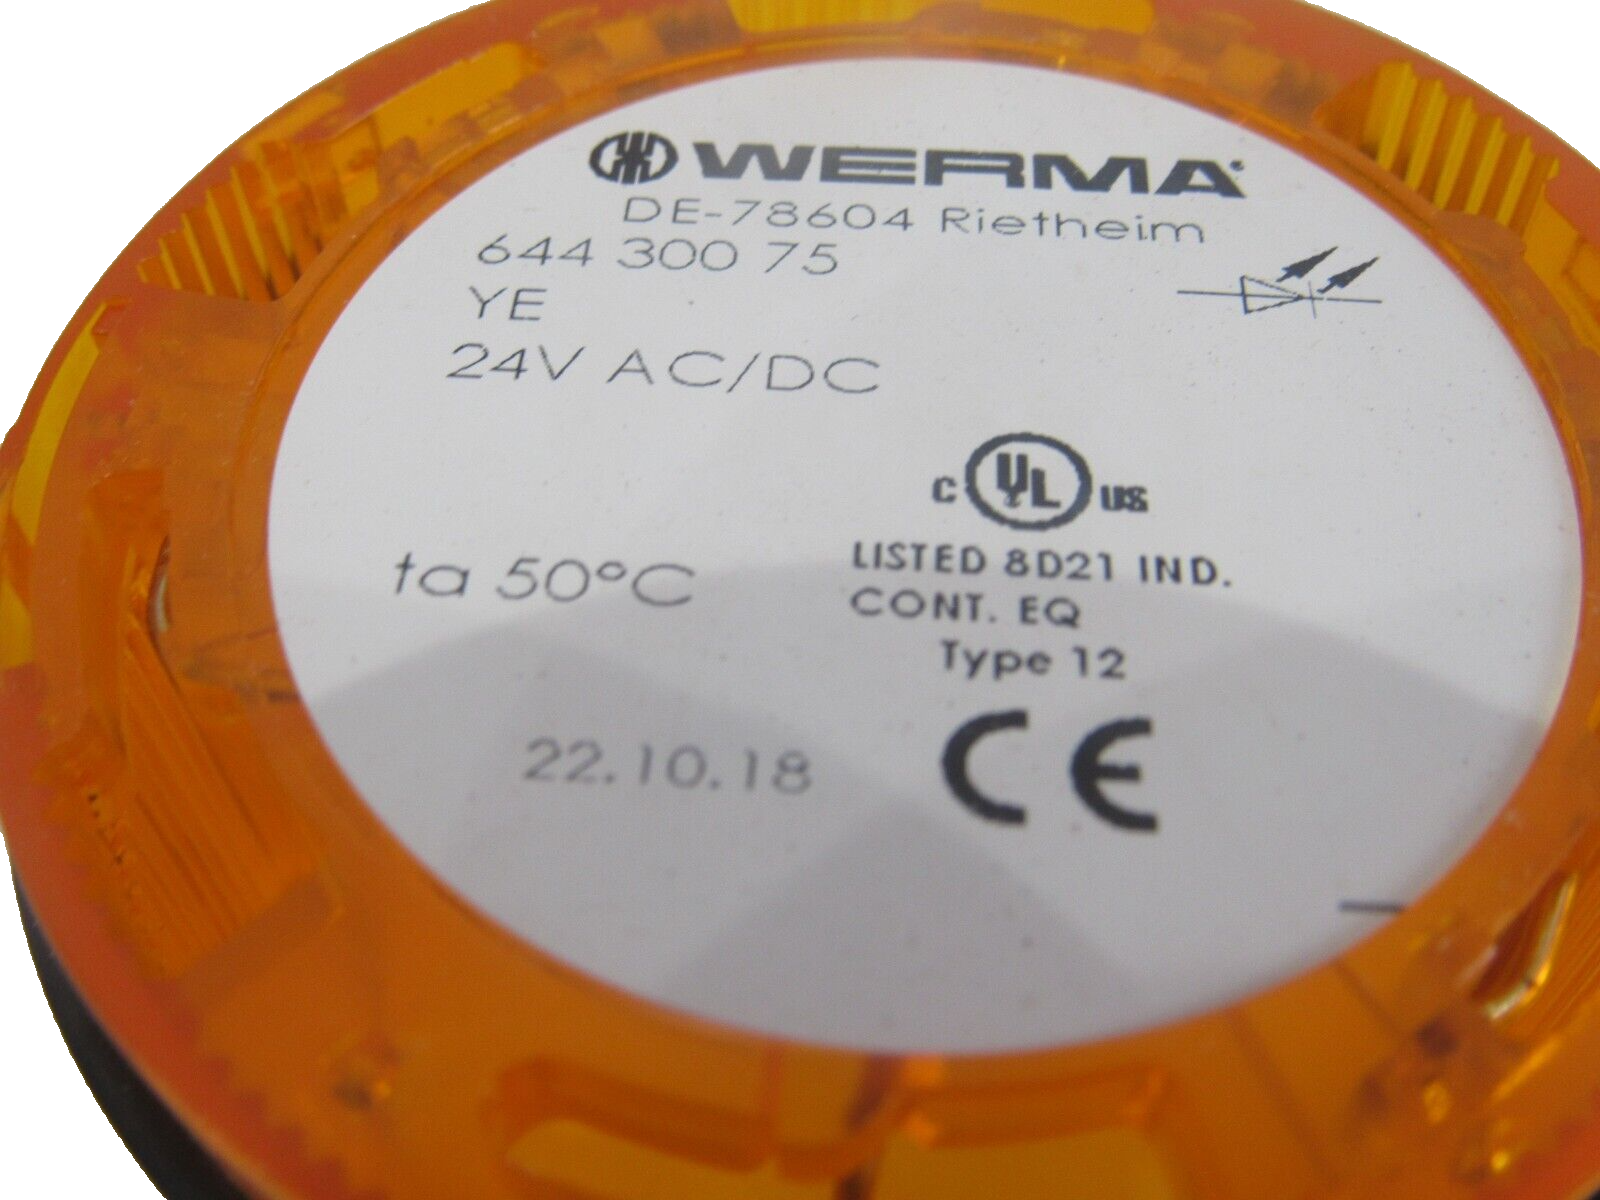 WERMA
DE-78604 Rietheim
644 300 75
YE
24V AC/DC
C UL US
LISTED 8D21 IND.
CONT. EQ
Type 12
ta 50°C
22.10.18
CE